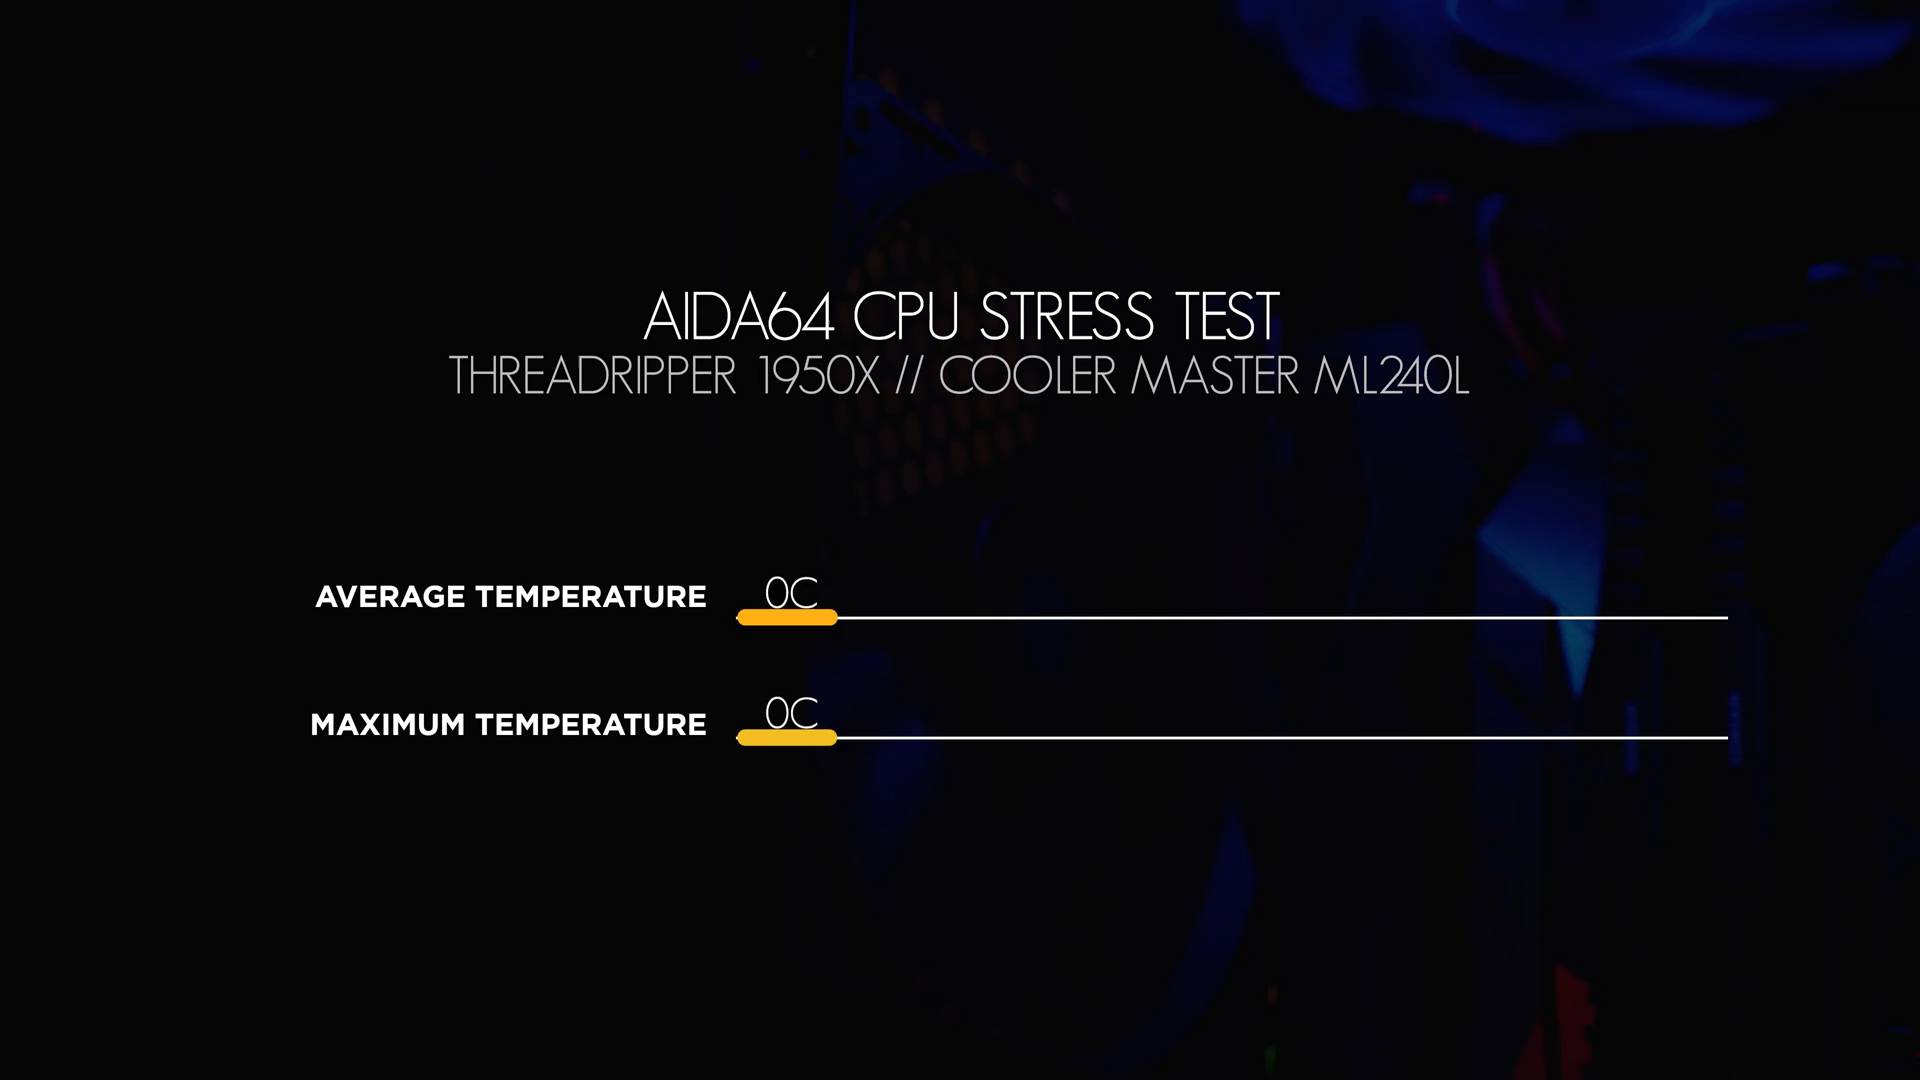 AIDA64 CPU STRESS TEST
THREADRIPPER 1950X // COOLER MASTER ML240L
AVERAGE TEMPERATURE 0C
MAXIMUM TEMPERATURE 0C